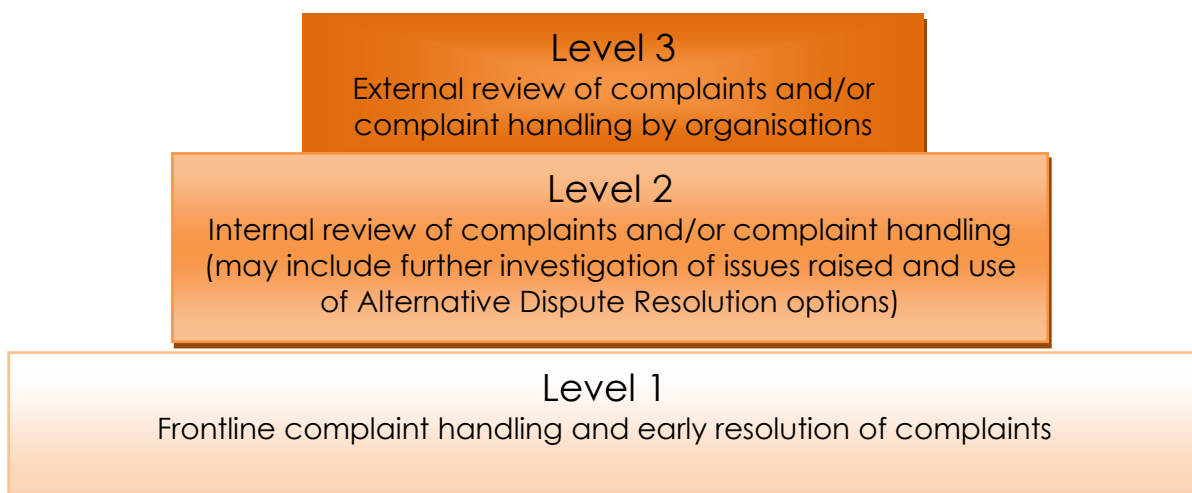 Level 3
External review of complaints and/or
complaint handling by organisations
Level 2
Internal review of complaints and/or complaint handling
(may include further investigation of issues raised and use
of Alternative Dispute Resolution options)
Level 1
Frontline complaint handling and early resolution of complaints